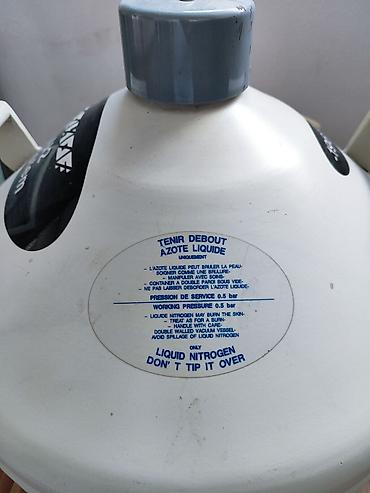 TENIR DEBOUT
AZOTE LIQUIDE
UNIQUEMENT
- L'AZOTE LIQUIDE PEUT BRULER LA PEAU-
SOIGNER COMME UNE BRULURE-
- MANIPULER AVEC SOINS-
- CONTAINER A DOUBLE PAROI SOUS VIDE-
- NE PAS LAISSER DEBORDER L'AZOTE LIQUIDE-
PRESSION DE SERVICE 0.5 bar
WORKING PRESSURE 0.5 bar
- LIQUIDE NITROGEN MAY BURN THE SKIN-
- TREAT AS FOR A BURN-
- HANDLE WITH CARE-
DOUBLE WALLED VACUUM VESSEL-
AVOID SPILLAGE OF LIQUID NITROGEN
ONLY
LIQUID NITROGEN
DON'T TIP IT OVER